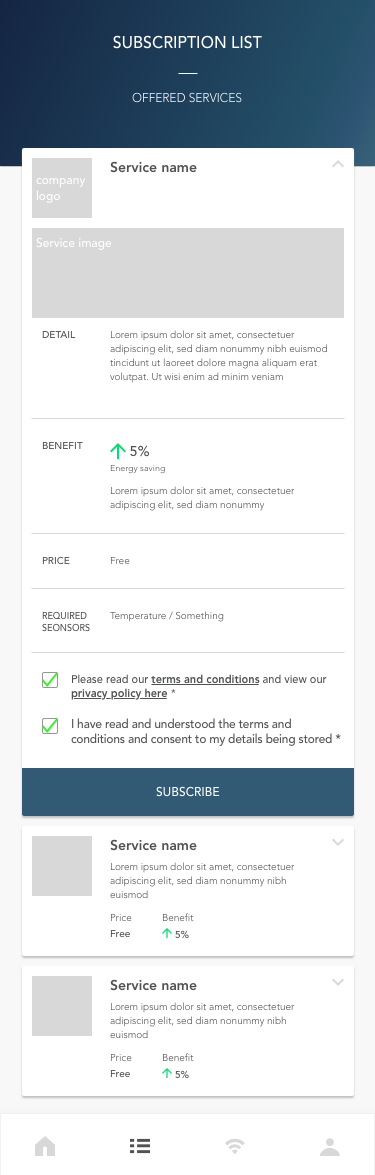 SUBSCRIPTION LIST
OFFERED SERVICES
company
logo
Service name
Service image
DETAIL
Lorem ipsum dolor sit amet, consectetuer
adipiscing elit, sed diam nonummy nibh euismod
tincidunt ut laoreet dolore magna aliquam erat
volutpat. Ut wisi enim ad minim veniam
BENEFIT
5%
Energy saving
Lorem ipsum dolor sit amet, consectetuer
adipiscing elit, sed diam nonummy
PRICE
Free
REQUIRED
SEONSORS
Temperature / Something
Please read our terms and conditions and view our
privacy policy here *
I have read and understood the terms and
conditions and consent to my details being stored *
SUBSCRIBE
Service name
Lorem ipsum dolor sit amet, consectetuer
adipiscing elit, sed diam nonummy nibh
euismod
Price Benefit
Free 5%
Service name
Lorem ipsum dolor sit amet, consectetuer
adipiscing elit, sed diam nonummy nibh
euismod
Price Benefit
Free 5%